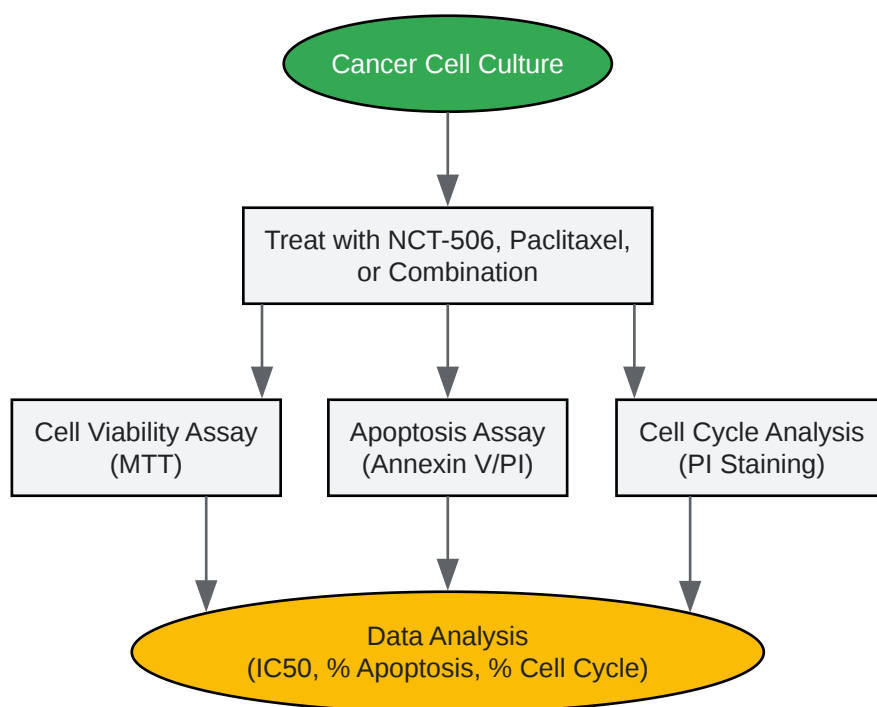 Cancer Cell Culture
Treat with NCT-506, Paclitaxel,
or Combination
Cell Viability Assay
(MTT)
Apoptosis Assay
(Annexin V/PI)
Cell Cycle Analysis
(PI Staining)
Data Analysis
(IC50, % Apoptosis, % Cell Cycle)